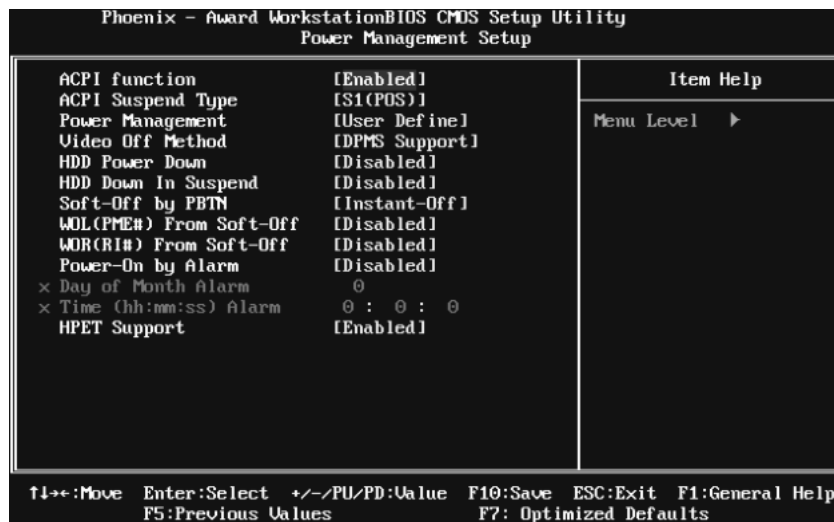 Phoenix - Award WorkstationBIOS CMOS Setup Utility
Power Management Setup
ACPI function [Enabled]
Item Help
ACPI Suspend Type [S1(POS)]
Power Management [User Define]
Menu Level ▶
Video Off Method [DPMS Support]
HDD Power Down [Disabled]
HDD Down In Suspend [Disabled]
Soft-Off by PBTN [Instant-Off]
WOL(PME#) From Soft-Off [Disabled]
WOR(RI#) From Soft-Off [Disabled]
Power-On by Alarm [Disabled]
x Day of Month Alarm 0
x Time (hh:mm:ss) Alarm 0 : 0 : 0
HPET Support [Enabled]
↑↓→←:Move Enter:Select +/-/PU/PD:Value F10:Save ESC:Exit F1:General Help
F5:Previous Values F7: Optimized Defaults